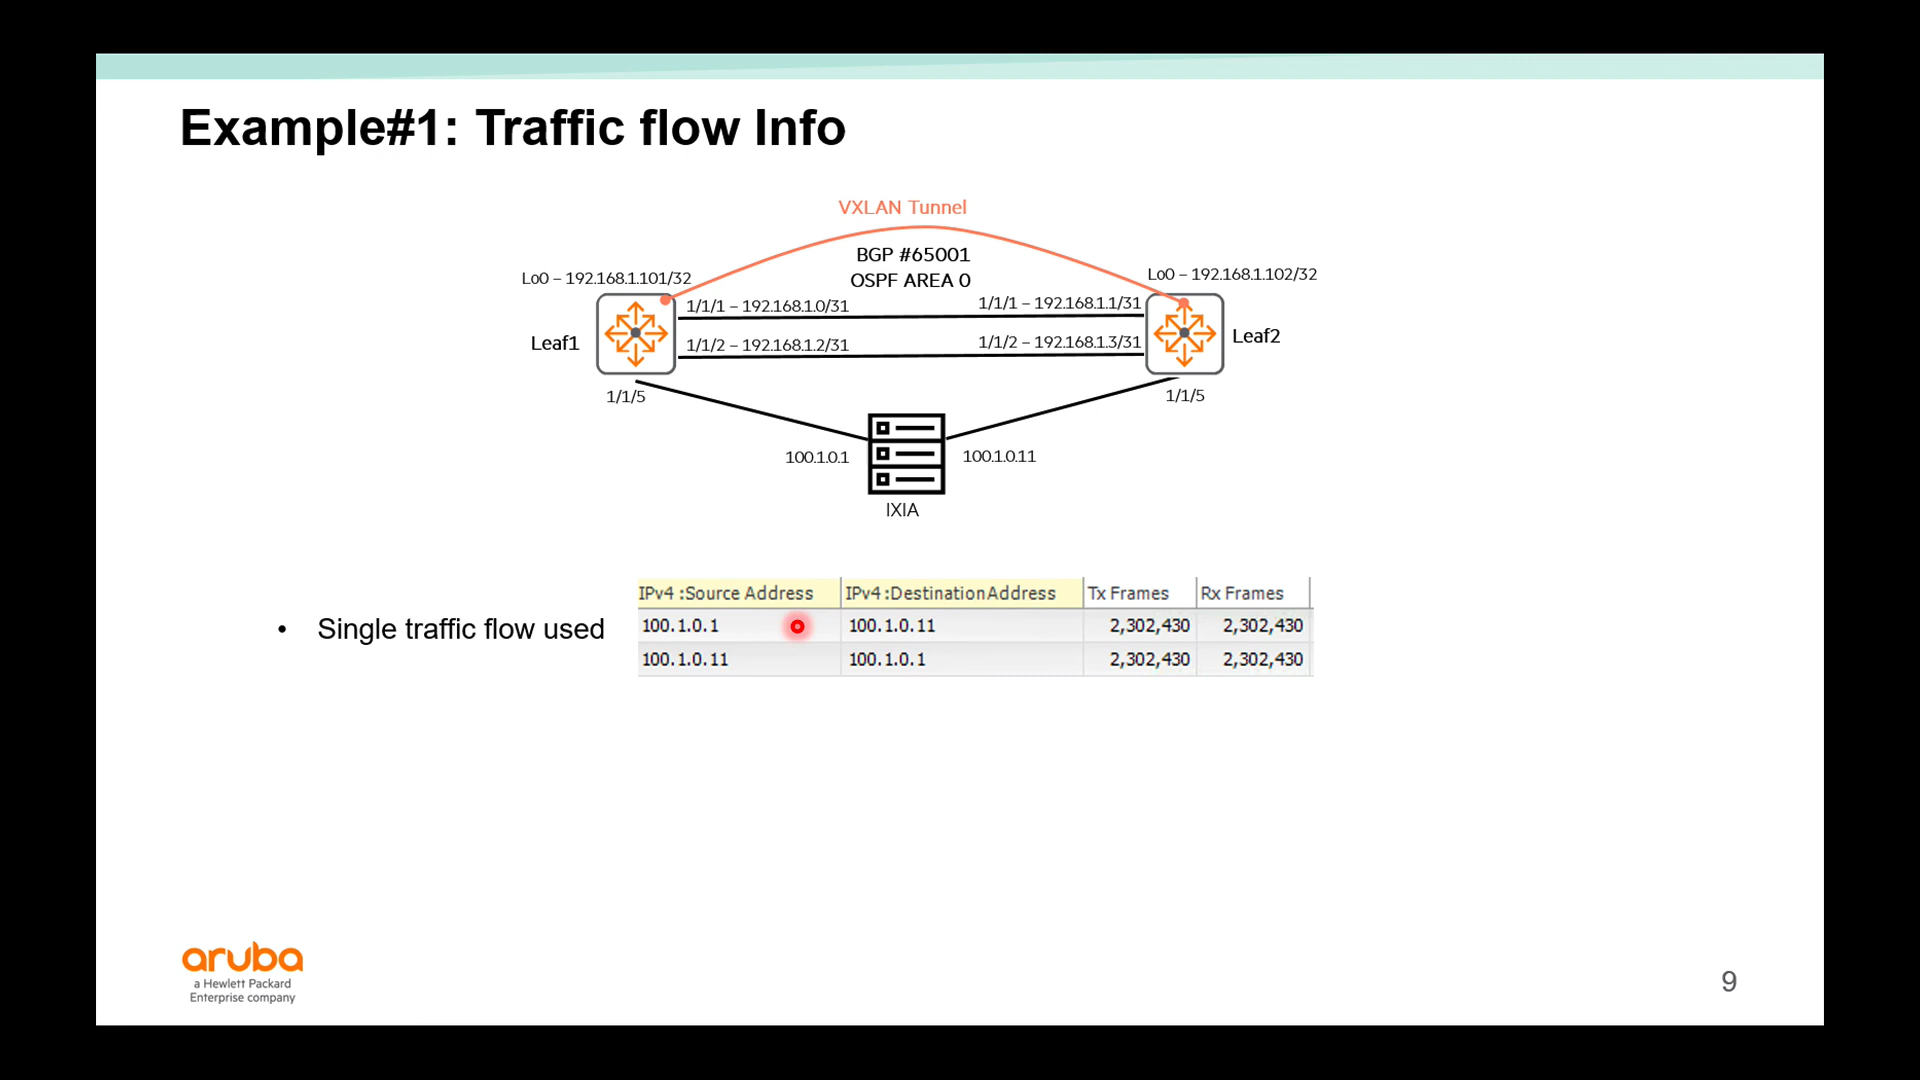 Example#1: Traffic flow Info
VXLAN Tunnel
BGP #65001
OSPF AREA 0
Lo0 – 192.168.1.101/32
Lo0 – 192.168.1.102/32
1/1/1 – 192.168.1.0/31
1/1/1 – 192.168.1.1/31
Leaf1
1/1/2 – 192.168.1.2/31
1/1/2 – 192.168.1.3/31
Leaf2
1/1/5
1/1/5
100.1.0.1
100.1.0.11
IXIA
IPv4 :Source Address IPv4 :Destination Address Tx Frames Rx Frames
• Single traffic flow used
100.1.0.1 100.1.0.11 2,302,430 2,302,430
100.1.0.11 100.1.0.1 2,302,430 2,302,430
aruba
a Hewlett Packard
Enterprise company
9